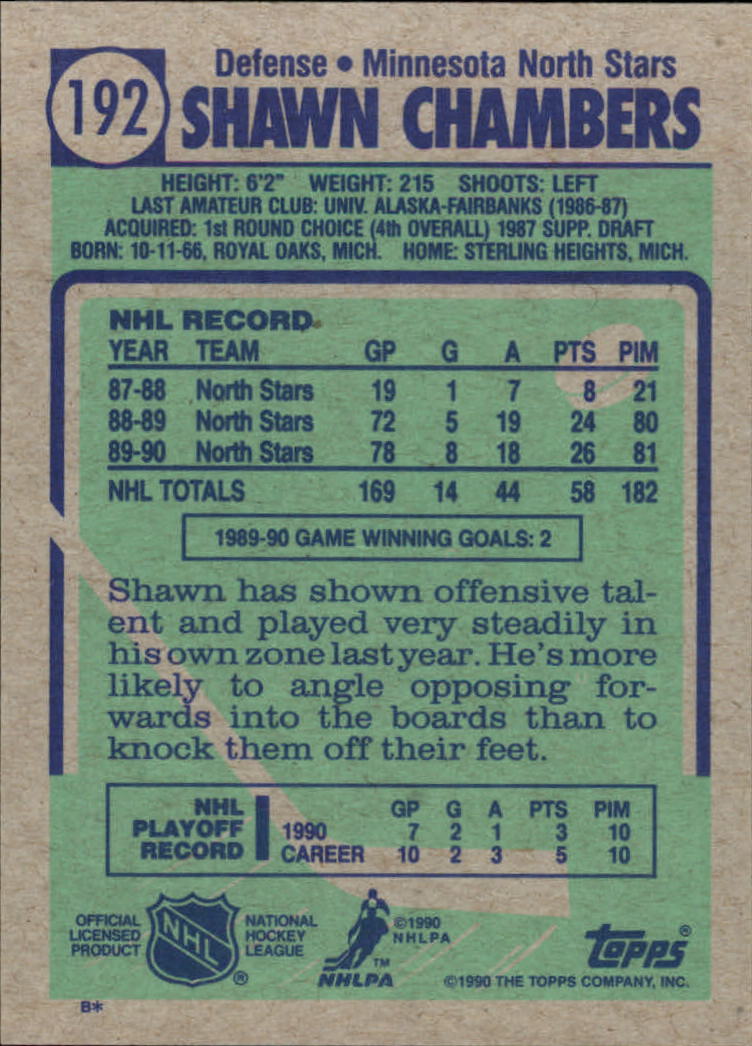 192
Defense • Minnesota North Stars
SHAWN CHAMBERS
HEIGHT: 6'2" WEIGHT: 215 SHOOTS: LEFT
LAST AMATEUR CLUB: UNIV. ALASKA-FAIRBANKS (1986-87)
ACQUIRED: 1st ROUND CHOICE (4th OVERALL) 1987 SUPP. DRAFT
BORN: 10-11-66, ROYAL OAKS, MICH. HOME: STERLING HEIGHTS, MICH.
NHL RECORD
YEAR TEAM GP G A PTS PIM
87-88 North Stars 19 1 7 8 21
88-89 North Stars 72 5 19 24 80
89-90 North Stars 78 8 18 26 81
NHL TOTALS 169 14 44 58 182
1989-90 GAME WINNING GOALS: 2
Shawn has shown offensive tal-
ent and played very steadily in
his own zone last year. He's more
likely to angle opposing for-
wards into the boards than to
knock them off their feet.
NHL PLAYOFF RECORD
GP G A PTS PIM
1990 7 2 1 3 10
CAREER 10 2 3 5 10
OFFICIAL
LICENSED
PRODUCT
NHL
®
NATIONAL
HOCKEY
LEAGUE
TM
NHLPA
©1990
NHLPA
topps®
©1990 THE TOPPS COMPANY, INC.
B*